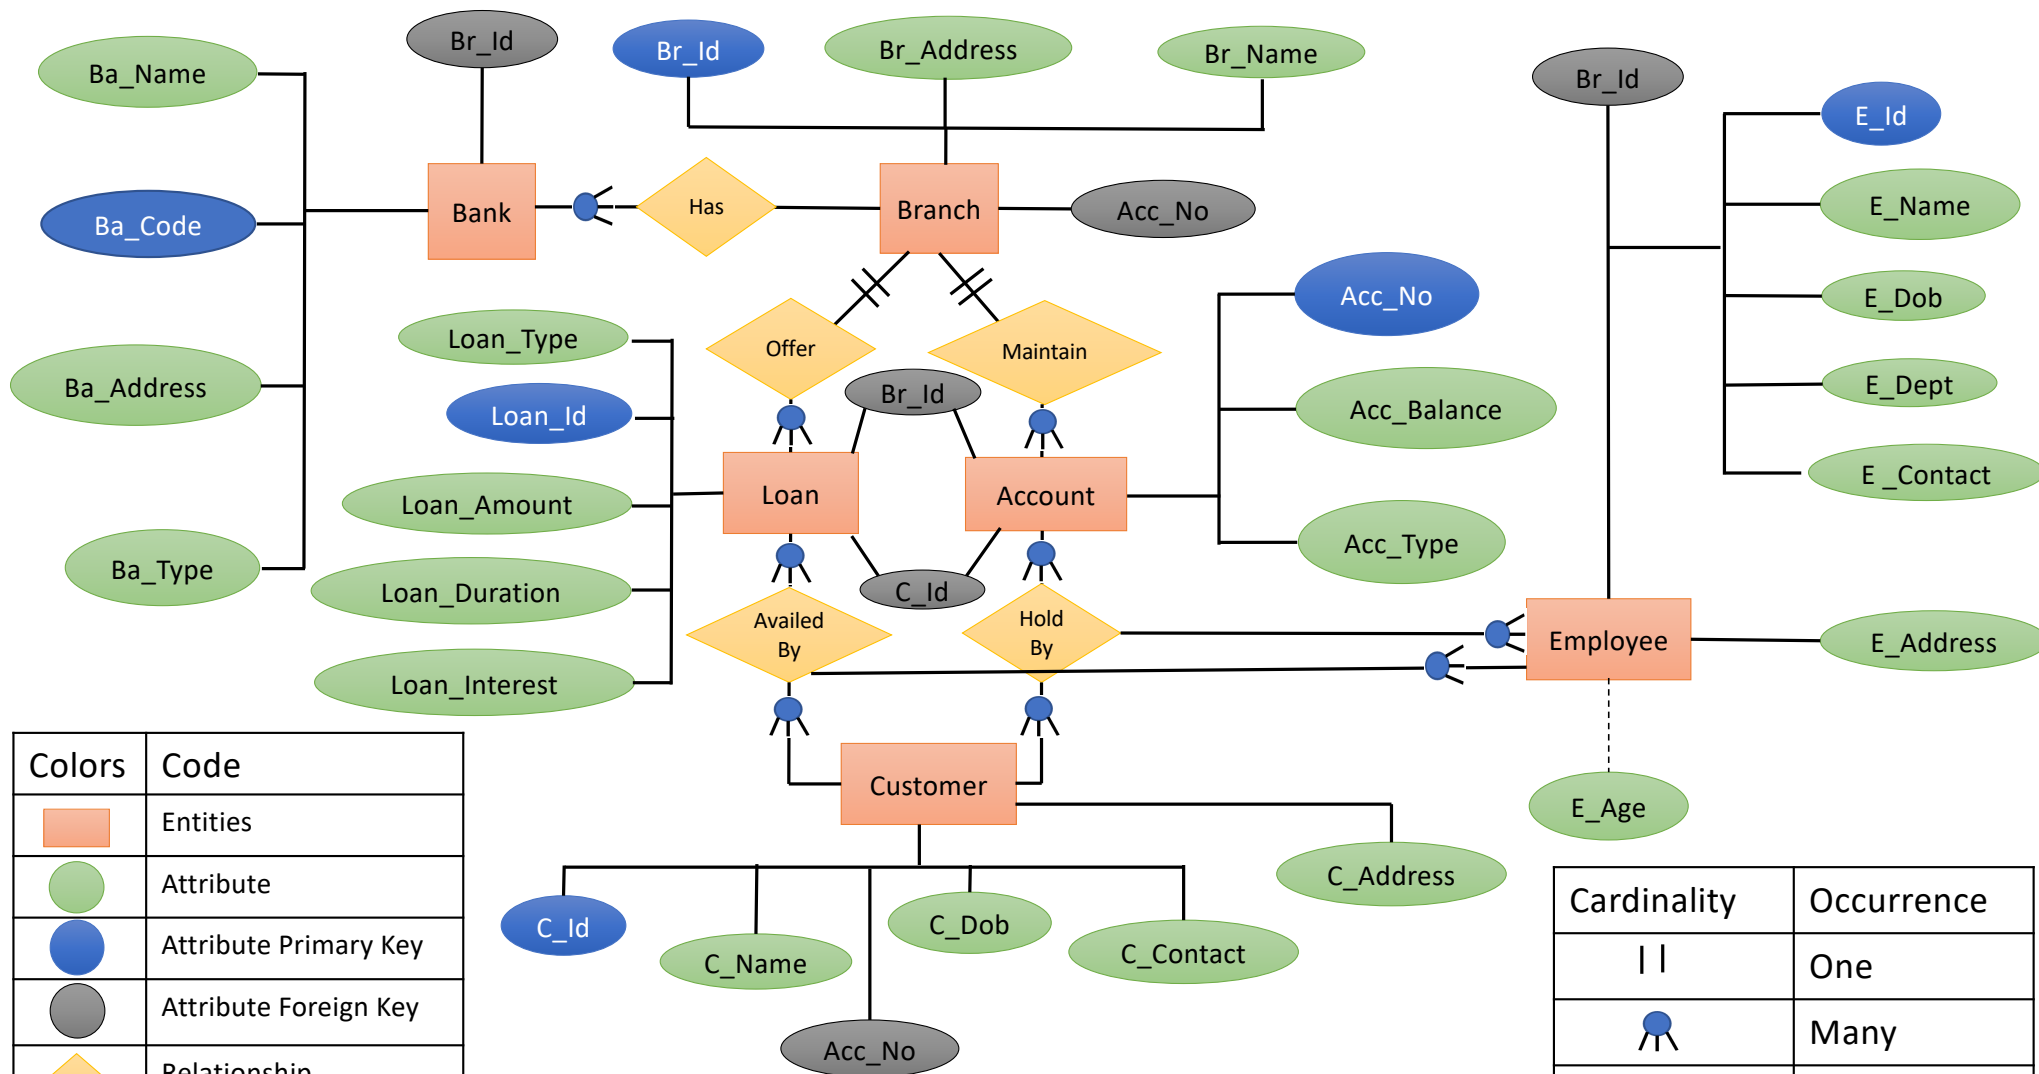 Br_Id
Br_Id
Br_Address
Br_Name
Ba_Name
Br_Id
E_Id
Ba_Code
Bank
Has
Branch
Acc_No
E_Name
Acc_No
E_Dob
Loan_Type
Offer
Maintain
Ba_Address
Br_Id
E_Dept
Loan_Id
Acc_Balance
E _Contact
Loan_Amount
Loan
Account
Acc_Type
Ba_Type
Loan_Duration
C_Id
Availed
By
Hold
By
Employee
E_Address
Loan_Interest
Customer
E_Age
C_Address
C_Id
C_Name
C_Dob
C_Contact
Acc_No
Colors Code
Entities
Attribute
Attribute Primary Key
Attribute Foreign Key
Relationship
Cardinality Occurrence
One
Many